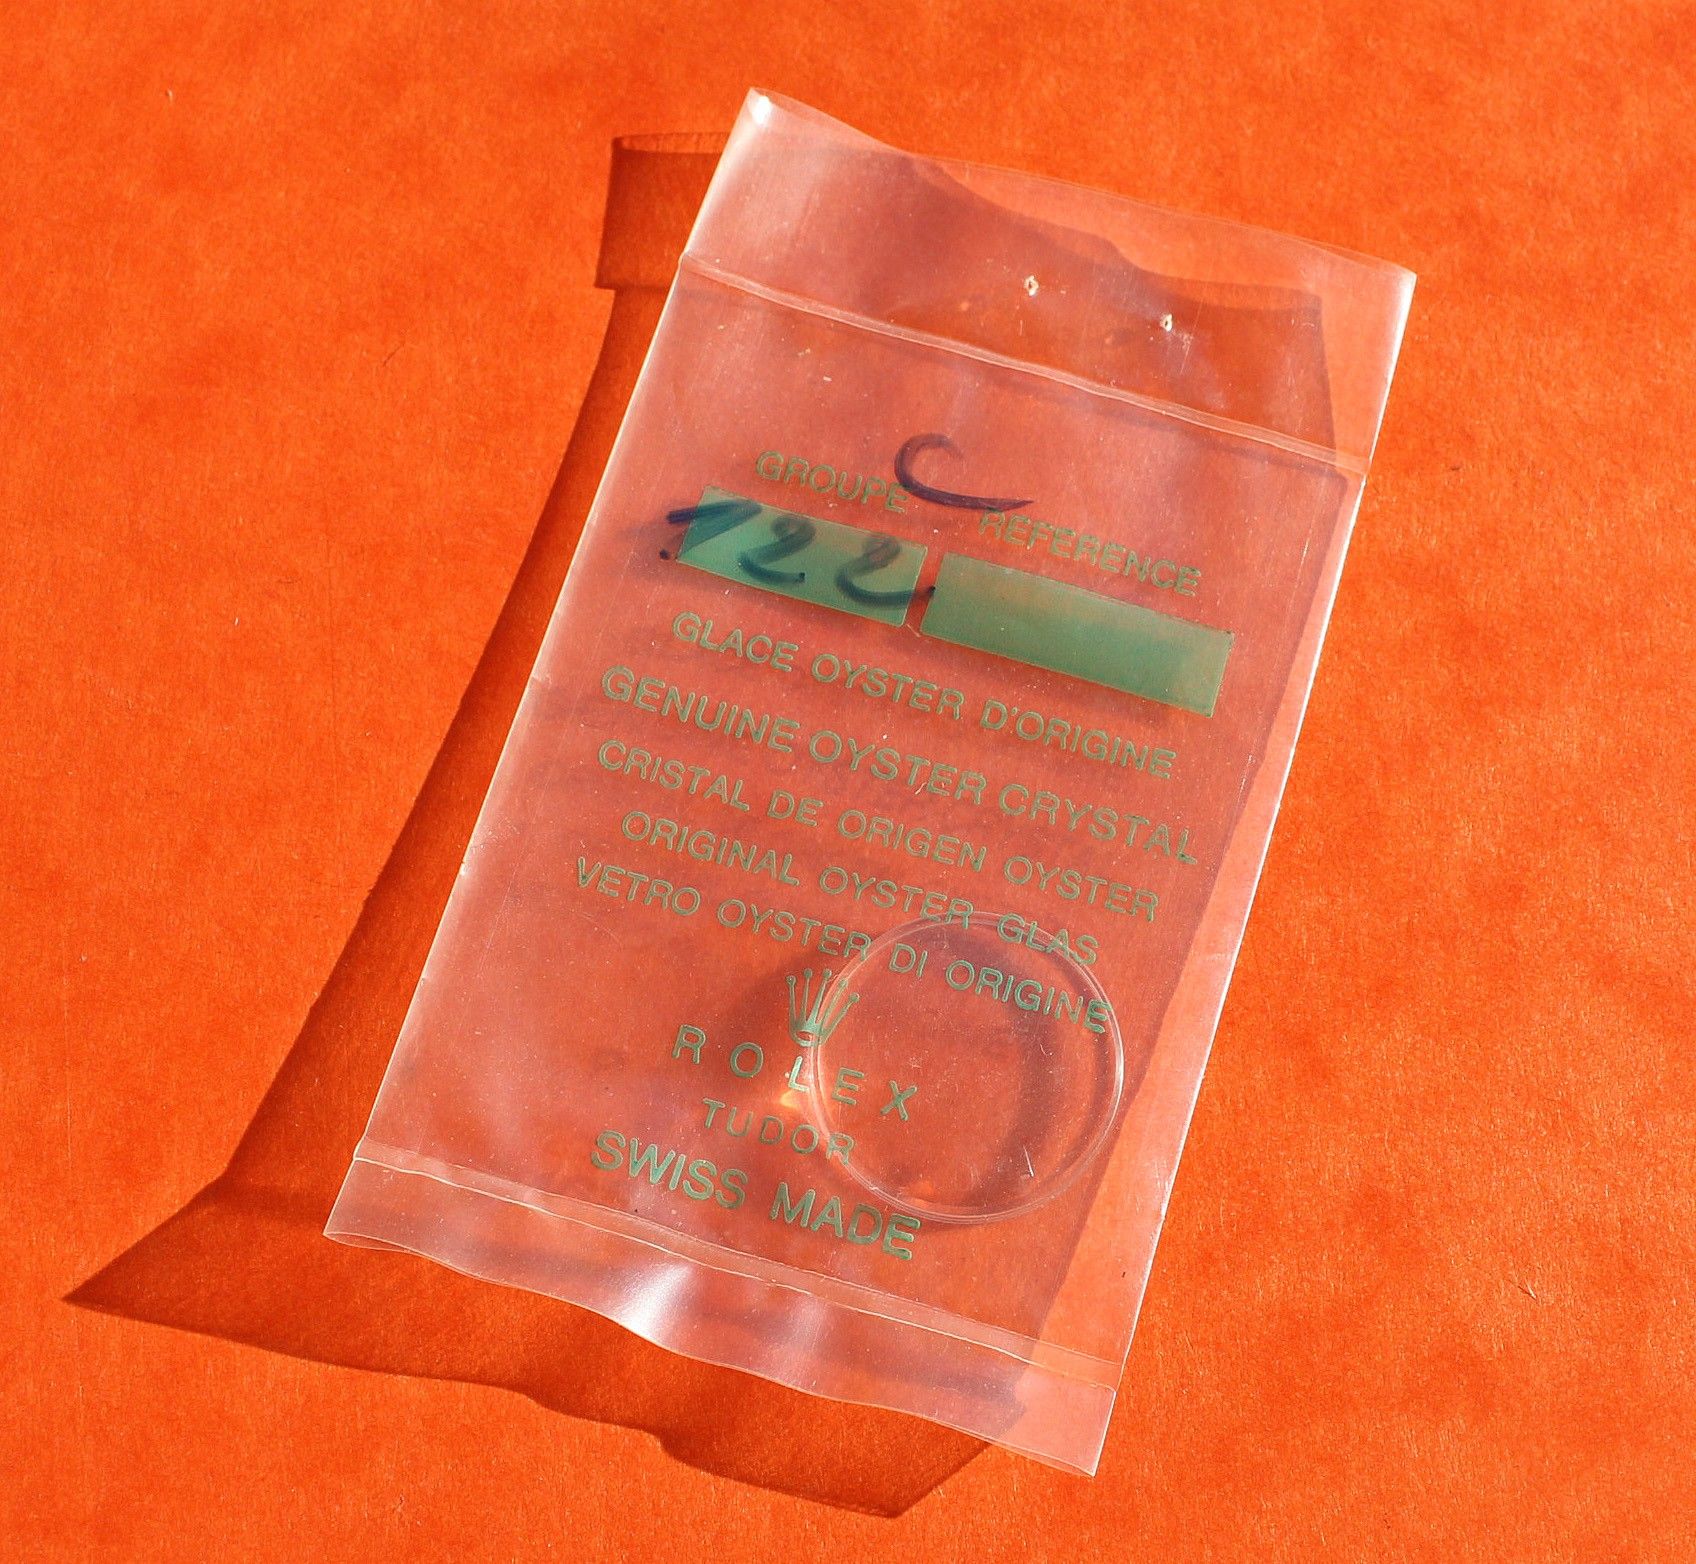 C
GROUPE REFERENCE
122
GLACE OYSTER D'ORIGINE
GENUINE OYSTER CRYSTAL
CRISTAL DE ORIGEN OYSTER
ORIGINAL OYSTER GLAS
VETRO OYSTER DI ORIGINE
ROLEX
TUDOR
SWISS MADE